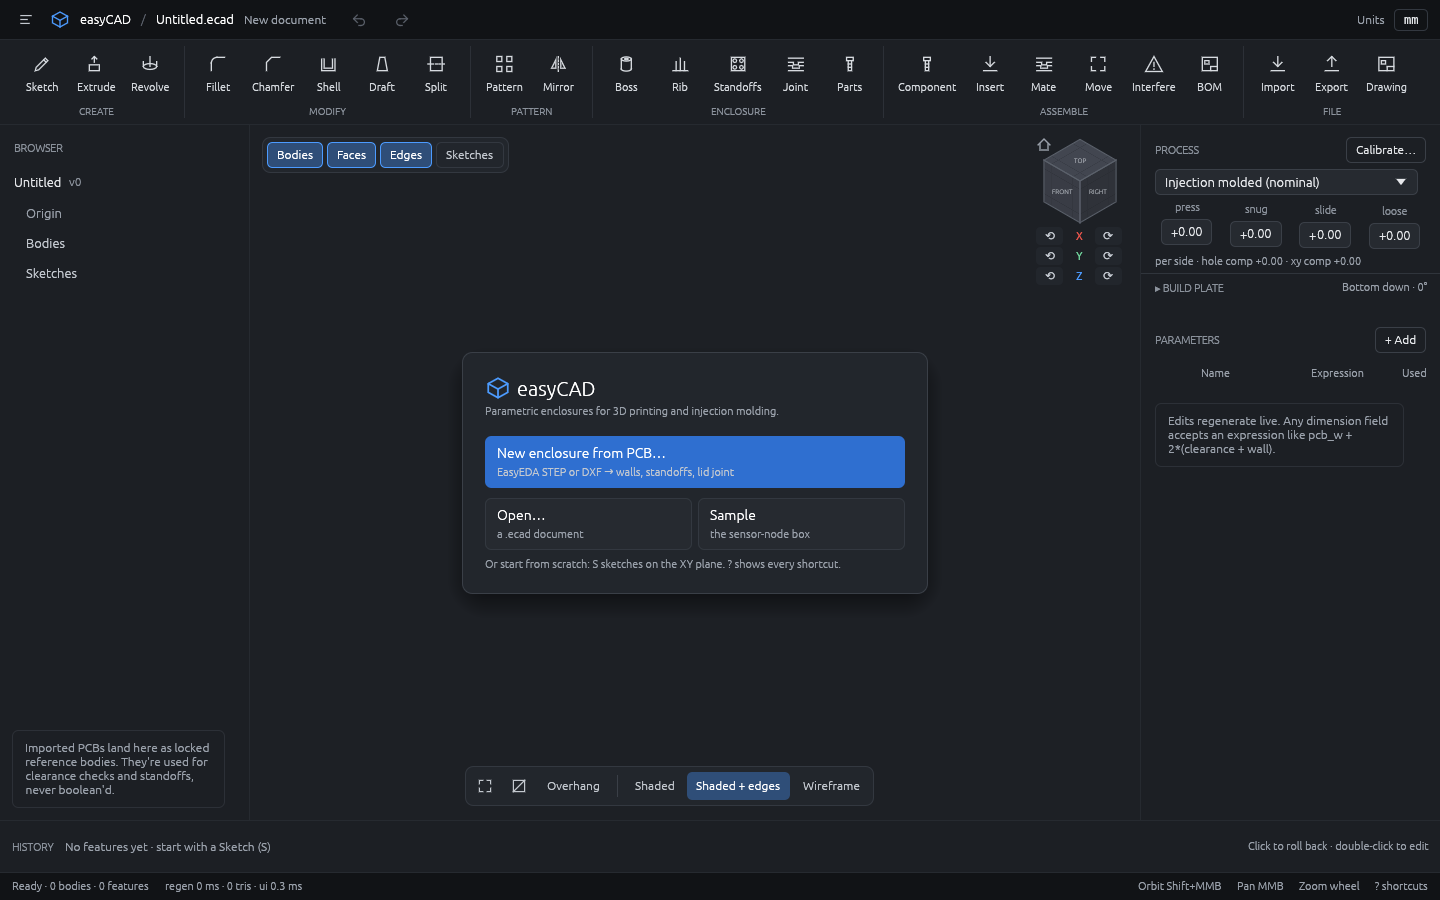 easyCAD / Untitled.ecad New document
Units mm
Sketch Extrude Revolve
CREATE
Fillet Chamfer Shell Draft Split
MODIFY
Pattern Mirror
PATTERN
Boss Rib Standoffs Joint Parts
ENCLOSURE
Component Insert Mate Move Interfere BOM
ASSEMBLE
Import Export Drawing
FILE
BROWSER
Untitled v0
Origin
Bodies
Sketches
Imported PCBs land here as locked
reference bodies. They're used for
clearance checks and standoffs,
never boolean'd.
Bodies Faces Edges Sketches
TOP
FRONT RIGHT
⟲ X ⟳
⟲ Y ⟳
⟲ Z ⟳
easyCAD
Parametric enclosures for 3D printing and injection molding.
New enclosure from PCB…
EasyEDA STEP or DXF → walls, standoffs, lid joint
Open…
a .ecad document
Sample
the sensor-node box
Or start from scratch: S sketches on the XY plane. ? shows every shortcut.
Overhang Shaded Shaded + edges Wireframe
PROCESS Calibrate…
Injection molded (nominal)
press snug slide loose
+0.00 +0.00 +0.00 +0.00
per side · hole comp +0.00 · xy comp +0.00
▸ BUILD PLATE Bottom down · 0°
PARAMETERS + Add
Name Expression Used
Edits regenerate live. Any dimension field
accepts an expression like pcb_w +
2*(clearance + wall).
HISTORY No features yet · start with a Sketch (S)
Click to roll back · double-click to edit
Ready · 0 bodies · 0 features regen 0 ms · 0 tris · ui 0.3 ms
Orbit Shift+MMB Pan MMB Zoom wheel ? shortcuts